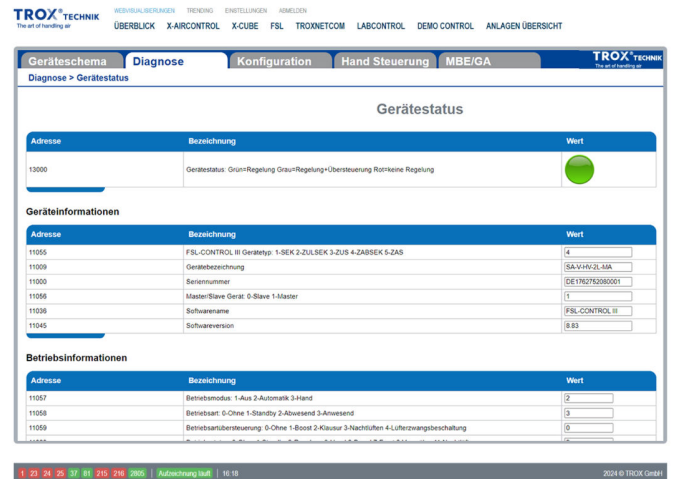 TROX® TECHNIK
The art of handling air
WEBVISUALISIERUNGEN TRENDING EINSTELLUNGEN ABMELDEN
ÜBERBLICK X-AIRCONTROL X-CUBE FSL TROXNETCOM LABCONTROL DEMO CONTROL ANLAGEN ÜBERSICHT
Geräteschema Diagnose Konfiguration Hand Steuerung MBE/GA TROX® TECHNIK
The art of handling air
Diagnose > Gerätestatus
Gerätestatus
Adresse Bezeichnung Wert
13000 Gerätestatus: Grün=Regelung Grau=Regelung+Übersteuerung Rot=keine Regelung
Geräteinformationen
Adresse Bezeichnung Wert
11055 FSL-CONTROL III Gerätetyp: 1-SEK 2-ZULSEK 3-ZUS 4-ZABSEK 5-ZAS 4
11009 Gerätebezeichnung SA-V-HV-2L-MA
11000 Seriennummer DE1762752080001
11056 Master/Slave Gerät: 0-Slave 1-Master 1
11036 Softwarename FSL-CONTROL III
11045 Softwareversion 8.83
Betriebsinformationen
Adresse Bezeichnung Wert
11057 Betriebsmodus: 1-Aus 2-Automatik 3-Hand 2
11058 Betriebsart: 0-Ohne 1-Standby 2-Abwesend 3-Anwesend 3
11059 Betriebsartübersteuerung: 0-Ohne 1-Boost 2-Klausur 3-Nachtlüften 4-Lüfterzwangsbeschaltung 0
1 23 24 25 37 81 215 216 2805 | Aufzeichnung läuft | 16:18 2024 © TROX GmbH